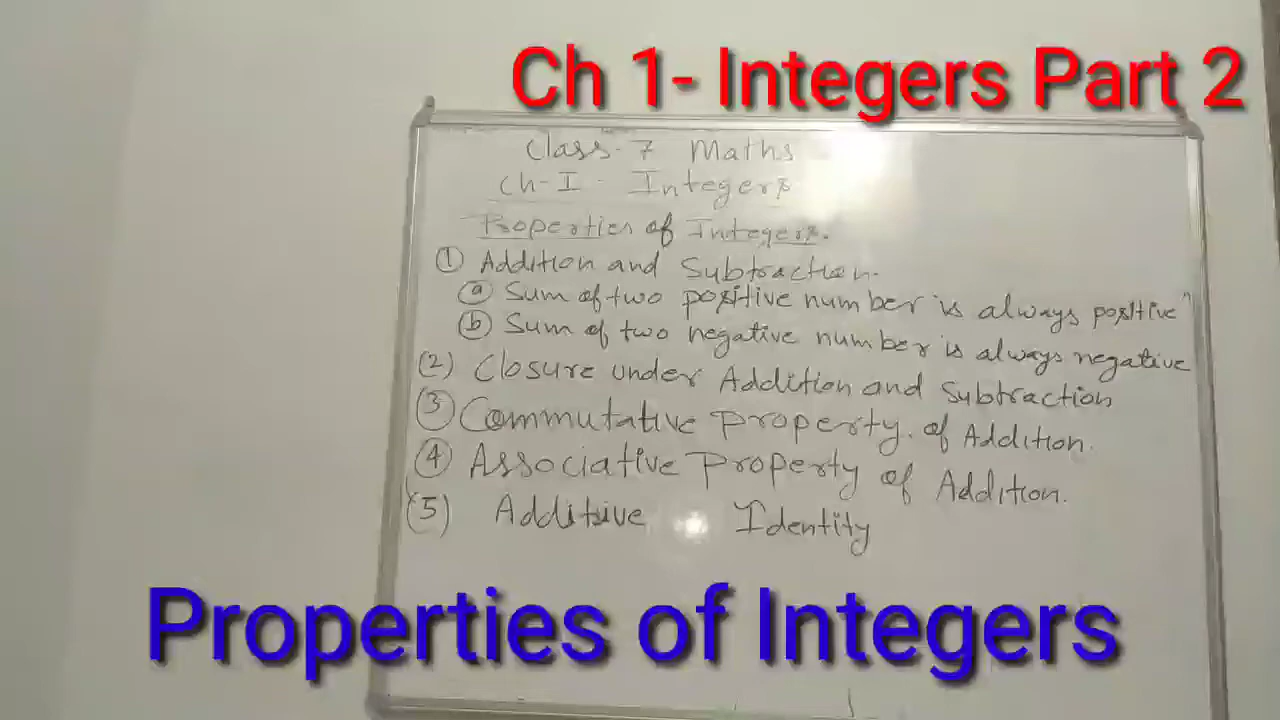 Ch 1- Integers Part 2
Class-7 Maths
Ch-I - Integers
Properties of Integers.
① Addition and Subtraction.
ⓐ Sum of two positive number is always positive"
ⓑ Sum of two negative number is always negative
(2) Closure under Addition and Subtraction
③ Commutative property. of Addition.
④ Associative Property of Addition.
(5) Additive Identity
Properties of Integers